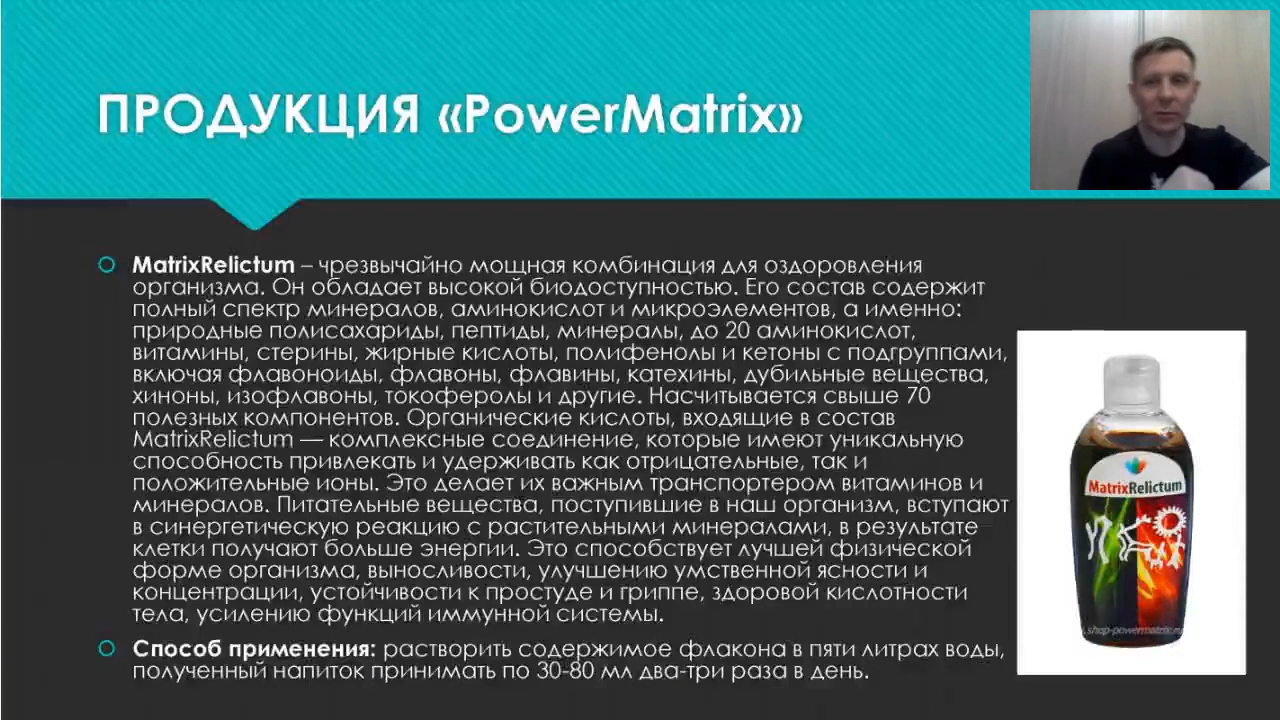 ПРОДУКЦИЯ «PowerMatrix»
MatrixRelictum – чрезвычайно мощная комбинация для оздоровления
организма. Он обладает высокой биодоступностью. Его состав содержит
полный спектр минералов, аминокислот и микроэлементов, а именно:
природные полисахариды, пептиды, минералы, до 20 аминокислот,
витамины, стерины, жирные кислоты, полифенолы и кетоны с подгруппами,
включая флавоноиды, флавоны, флавины, катехины, дубильные вещества,
хиноны, изофлавоны, токоферолы и другие. Насчитывается свыше 70
полезных компонентов. Органические кислоты, входящие в состав
MatrixRelictum — комплексные соединение, которые имеют уникальную
способность привлекать и удерживать как отрицательные, так и
положительные ионы. Это делает их важным транспортером витаминов и
минералов. Питательные вещества, поступившие в наш организм, вступают
в синергетическую реакцию с растительными минералами, в результате
клетки получают больше энергии. Это способствует лучшей физической
форме организма, выносливости, улучшению умственной ясности и
концентрации, устойчивости к простуде и гриппе, здоровой кислотности
тела, усилению функций иммунной системы.
Способ применения: растворить содержимое флакона в пяти литрах воды,
полученный напиток принимать по 30-80 мл два-три раза в день.
MatrixRelictum
.shop-powermatrix.ru